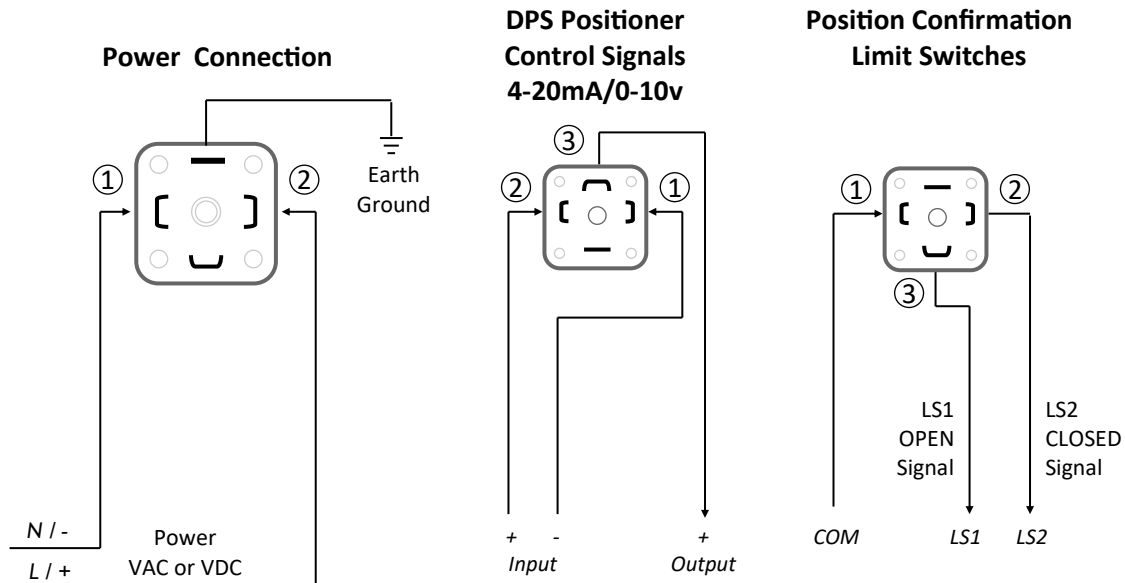 Power Connection
①
②
Earth
Ground
N / -
L / +
Power
VAC or VDC
DPS Positioner
Control Signals
4-20mA/0-10v
③
②
①
+
-
Input
+
Output
Position Confirmation
Limit Switches
①
②
③
LS1
OPEN
Signal
LS2
CLOSED
Signal
COM
LS1
LS2